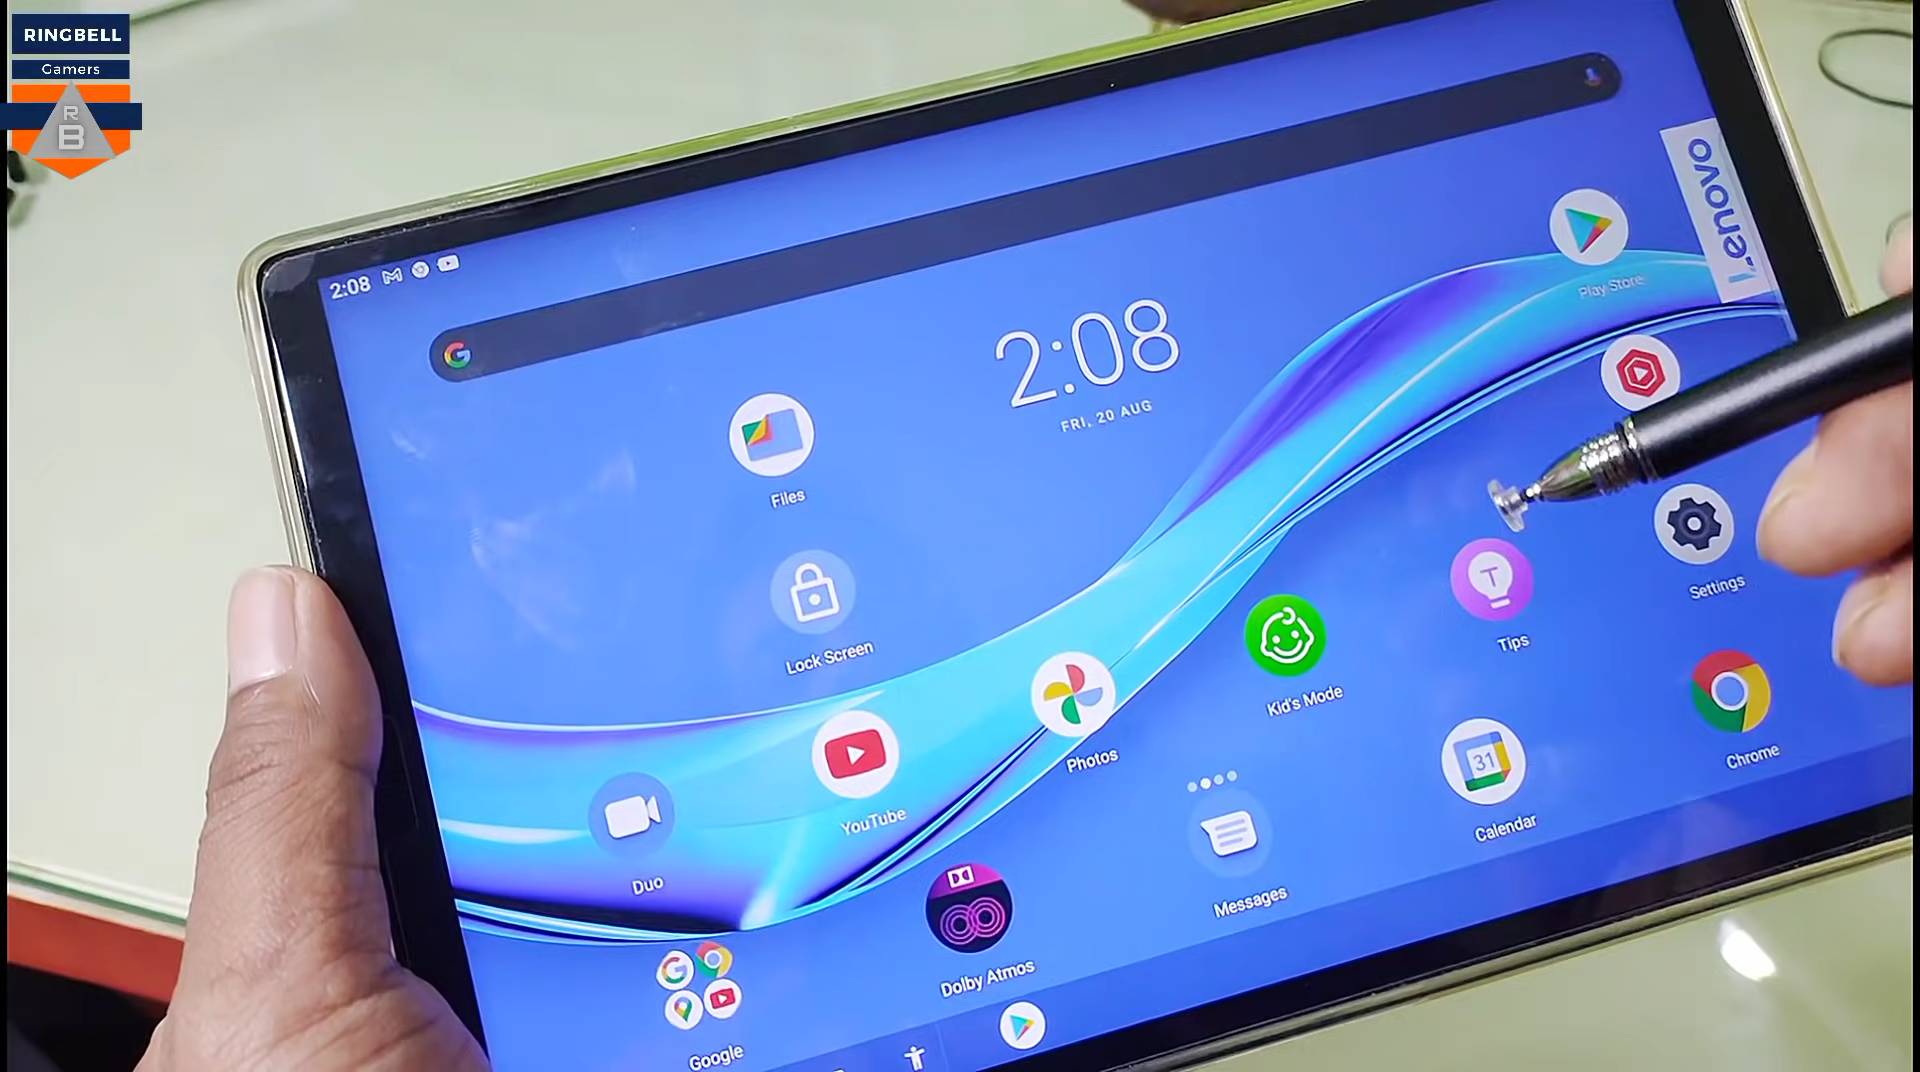 RINGBELL
Gamers
R
B
2:08
Lenovo
Play Store
2:08
FRI, 20 AUG
Files
Lock Screen
T
Tips
Settings
Kid's Mode
Photos
YouTube
Duo
31
Calendar
Chrome
Messages
Dolby Atmos
Google